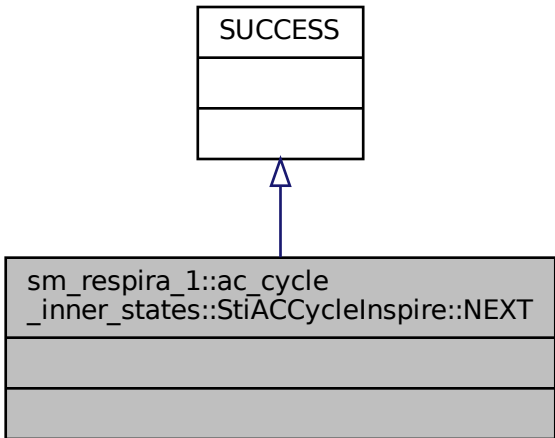 SUCCESS
sm_respira_1::ac_cycle
_inner_states::StiACCycleInspire::NEXT